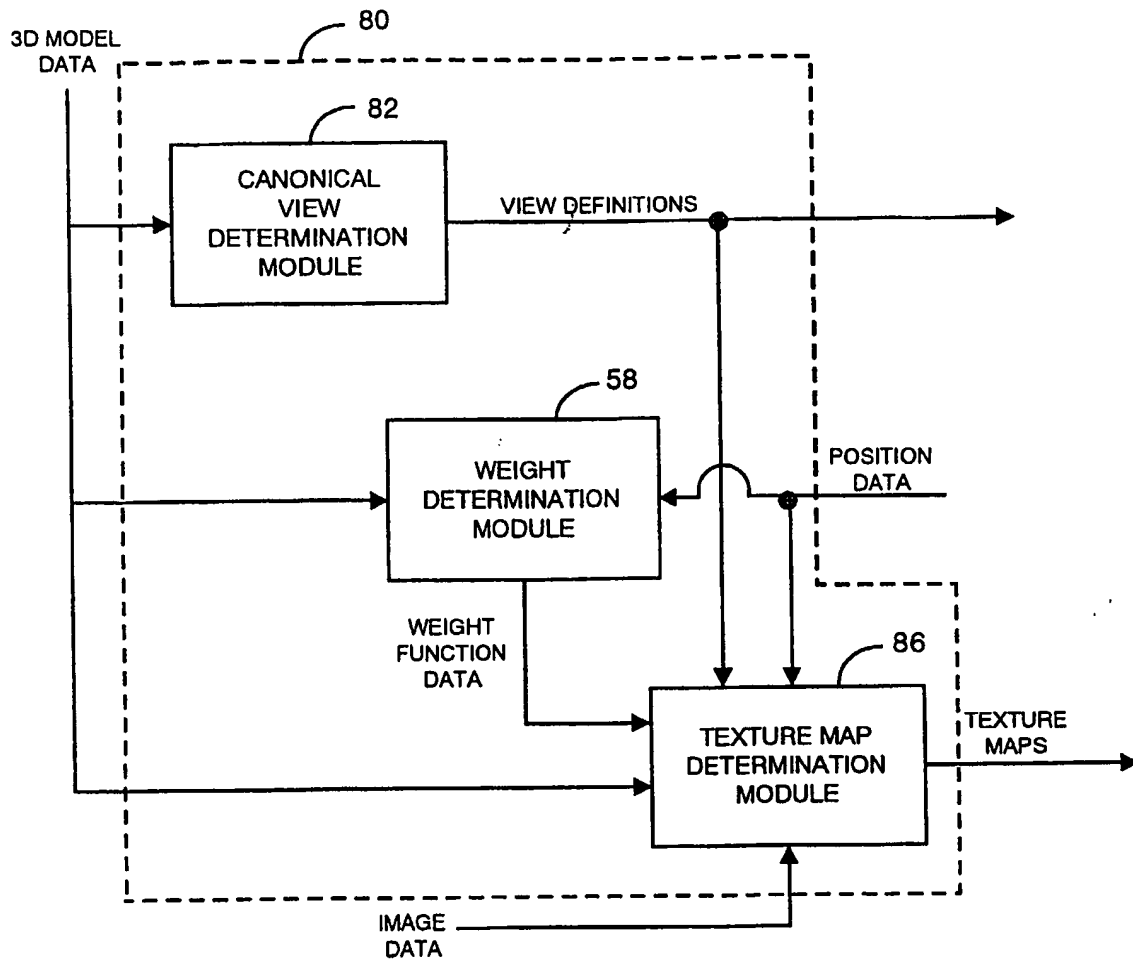 80
3D MODEL
DATA
82
CANONICAL
VIEW
DETERMINATION
MODULE
VIEW DEFINITIONS
58
WEIGHT
DETERMINATION
MODULE
POSITION
DATA
WEIGHT
FUNCTION
DATA
86
TEXTURE MAP
DETERMINATION
MODULE
TEXTURE
MAPS
IMAGE
DATA